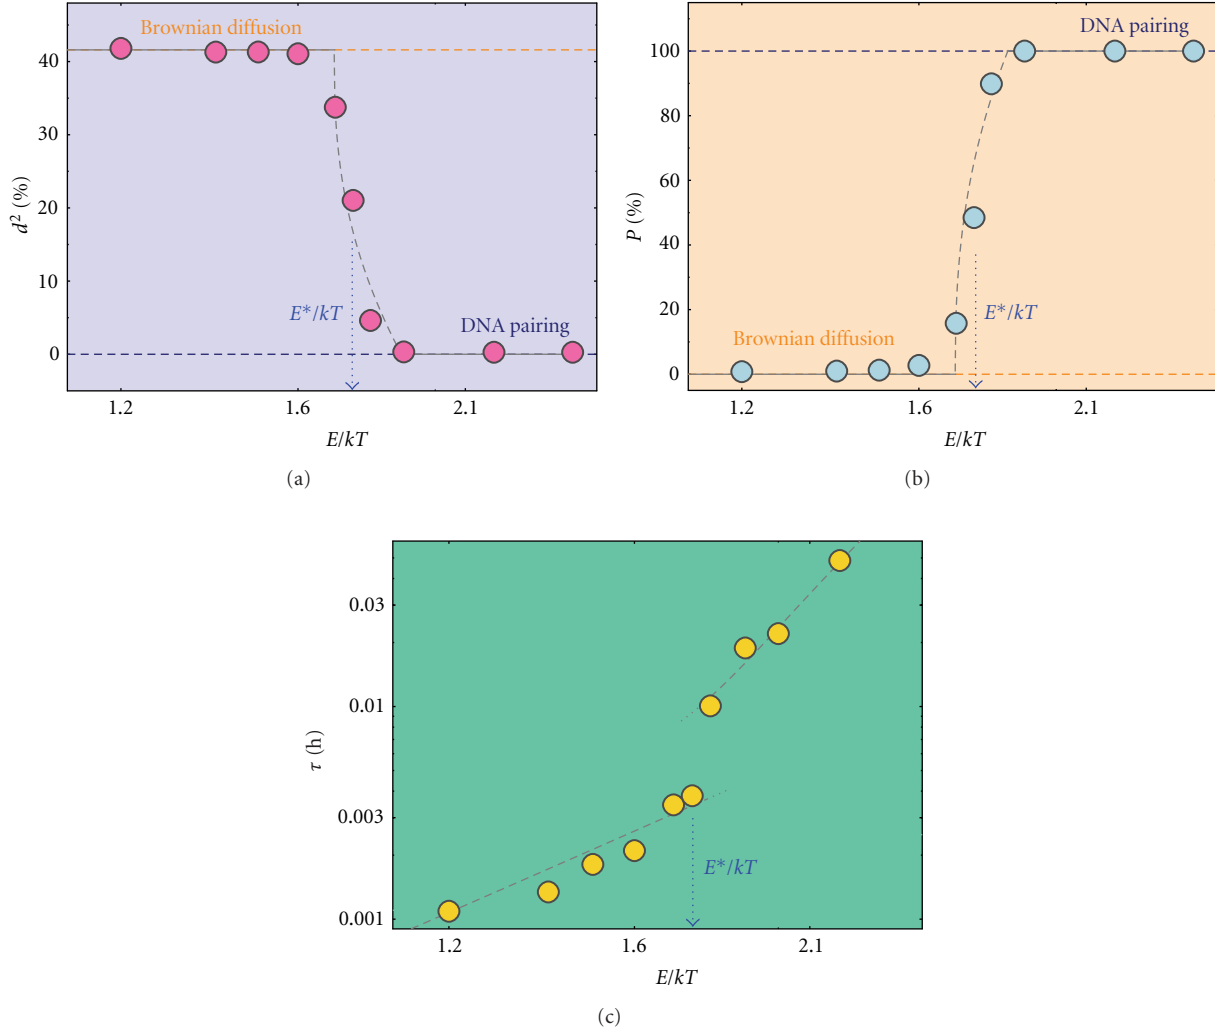 Brownian diffusion
40
30
20
10
0
d² (%)
E*/kT
DNA pairing
1.2
1.6
2.1
E/kT
(a)
DNA pairing
100
80
60
40
20
0
P (%)
E*/kT
Brownian diffusion
1.2
1.6
2.1
E/kT
(b)
0.03
0.01
0.003
0.001
τ (h)
E*/kT
1.2
1.6
2.1
E/kT
(c)